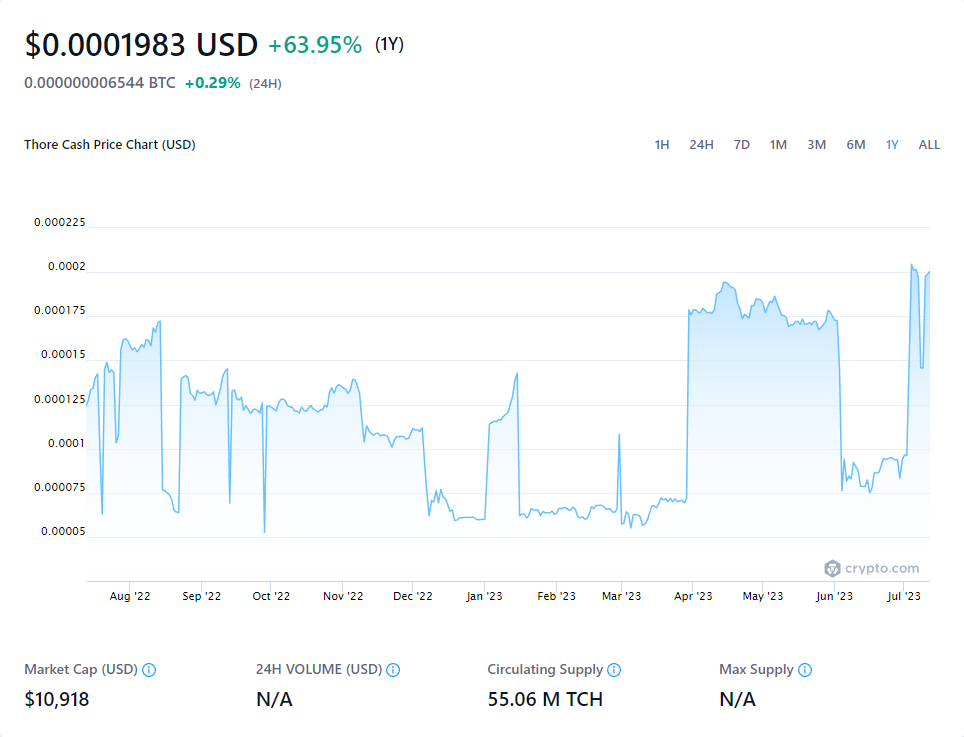 $0.0001983 USD +63.95% (1Y)
0.000000006544 BTC +0.29% (24H)
Thore Cash Price Chart (USD) 1H 24H 7D 1M 3M 6M 1Y ALL
0.000225
0.0002
0.000175
0.00015
0.000125
0.0001
0.000075
0.00005
crypto.com
Aug '22 Sep '22 Oct '22 Nov '22 Dec '22 Jan '23 Feb '23 Mar '23 Apr '23 May '23 Jun '23 Jul '23
Market Cap (USD) 24H VOLUME (USD) Circulating Supply Max Supply
$10,918 N/A 55.06 M TCH N/A